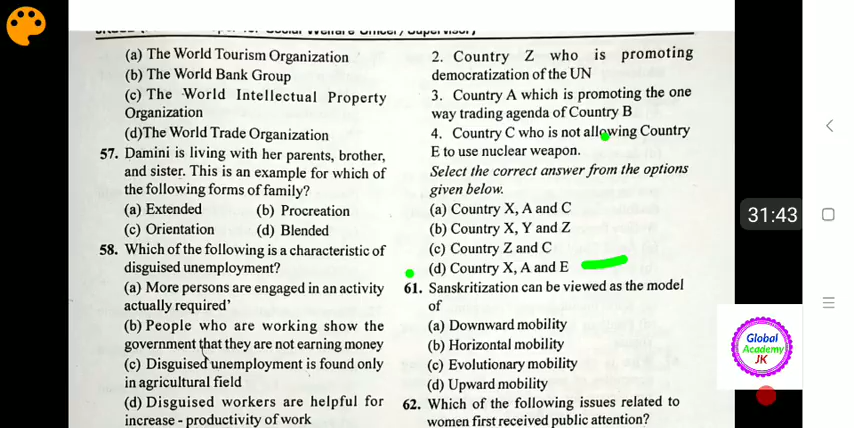 (a) The World Tourism Organization
(b) The World Bank Group
(c) The World Intellectual Property
Organization
(d)The World Trade Organization
57. Damini is living with her parents, brother,
and sister. This is an example for which of
the following forms of family?
(a) Extended (b) Procreation
(c) Orientation (d) Blended
58. Which of the following is a characteristic of
disguised unemployment?
(a) More persons are engaged in an activity
actually required'
(b) People who are working show the
government that they are not earning money
(c) Disguised unemployment is found only
in agricultural field
(d) Disguised workers are helpful for
increase - productivity of work
2. Country Z who is promoting
democratization of the UN
3. Country A which is promoting the one
way trading agenda of Country B
4. Country C who is not allowing Country
E to use nuclear weapon.
Select the correct answer from the options
given below.
(a) Country X, A and C
(b) Country X, Y and Z
(c) Country Z and C
(d) Country X, A and E
61. Sanskritization can be viewed as the model
of
(a) Downward mobility
(b) Horizontal mobility
(c) Evolutionary mobility
(d) Upward mobility
62. Which of the following issues related to
women first received public attention?
31:43
Global
Academy
JK